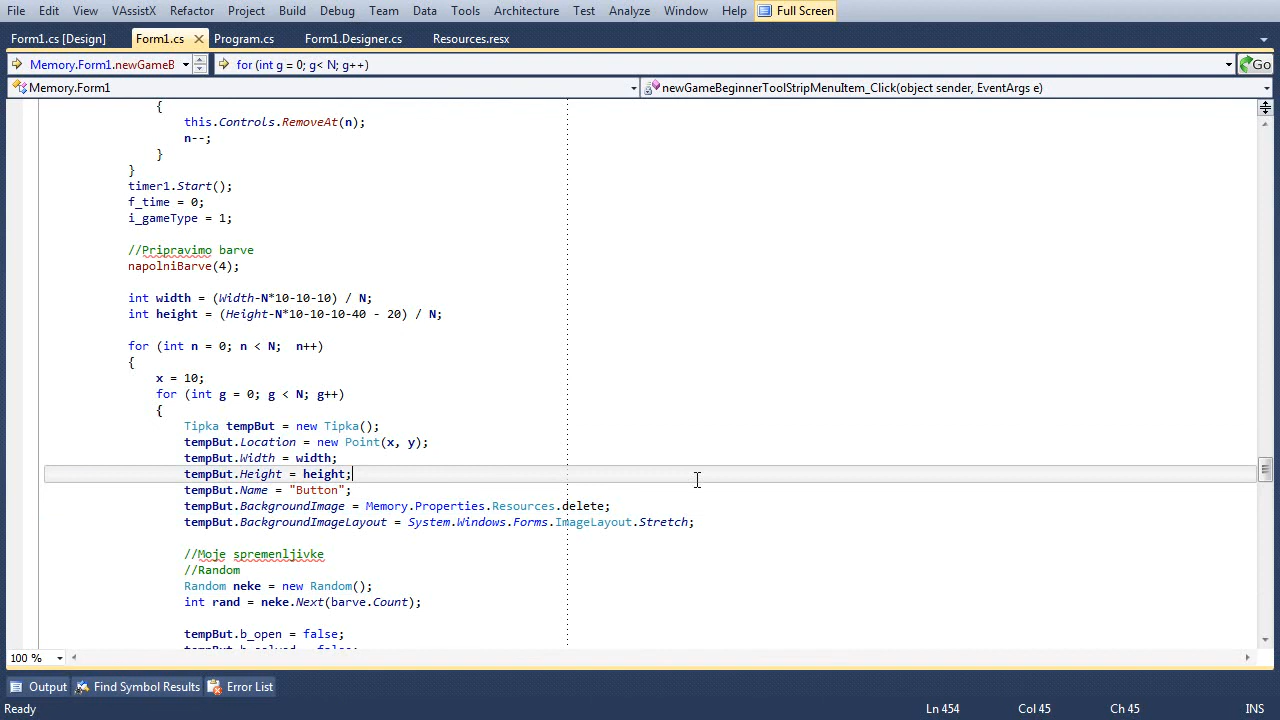 File Edit View VAssistX Refactor Project Build Debug Team Data Tools Architecture Test Analyze Window Help Full Screen
Form1.cs [Design] Form1.cs Program.cs Form1.Designer.cs Resources.resx
Memory.Form1.newGameB for (int g = 0; g< N; g++) Go
Memory.Form1 newGameBeginnerToolStripMenuItem_Click(object sender, EventArgs e)
{
this.Controls.RemoveAt(n);
n--;
}
}
timer1.Start();
f_time = 0;
i_gameType = 1;
//Pripravimo barve
napolniBarve(4);
int width = (Width-N*10-10-10) / N;
int height = (Height-N*10-10-10-40 - 20) / N;
for (int n = 0; n < N;  n++)
{
x = 10;
for (int g = 0; g < N; g++)
{
Tipka tempBut = new Tipka();
tempBut.Location = new Point(x, y);
tempBut.Width = width;
tempBut.Height = height;
tempBut.Name = "Button";
tempBut.BackgroundImage = Memory.Properties.Resources.delete;
tempBut.BackgroundImageLayout = System.Windows.Forms.ImageLayout.Stretch;
//Moje spremenljivke
//Random
Random neke = new Random();
int rand = neke.Next(barve.Count);
tempBut.b_open = false;
100 %
Output Find Symbol Results Error List
Ready Ln 454 Col 45 Ch 45 INS